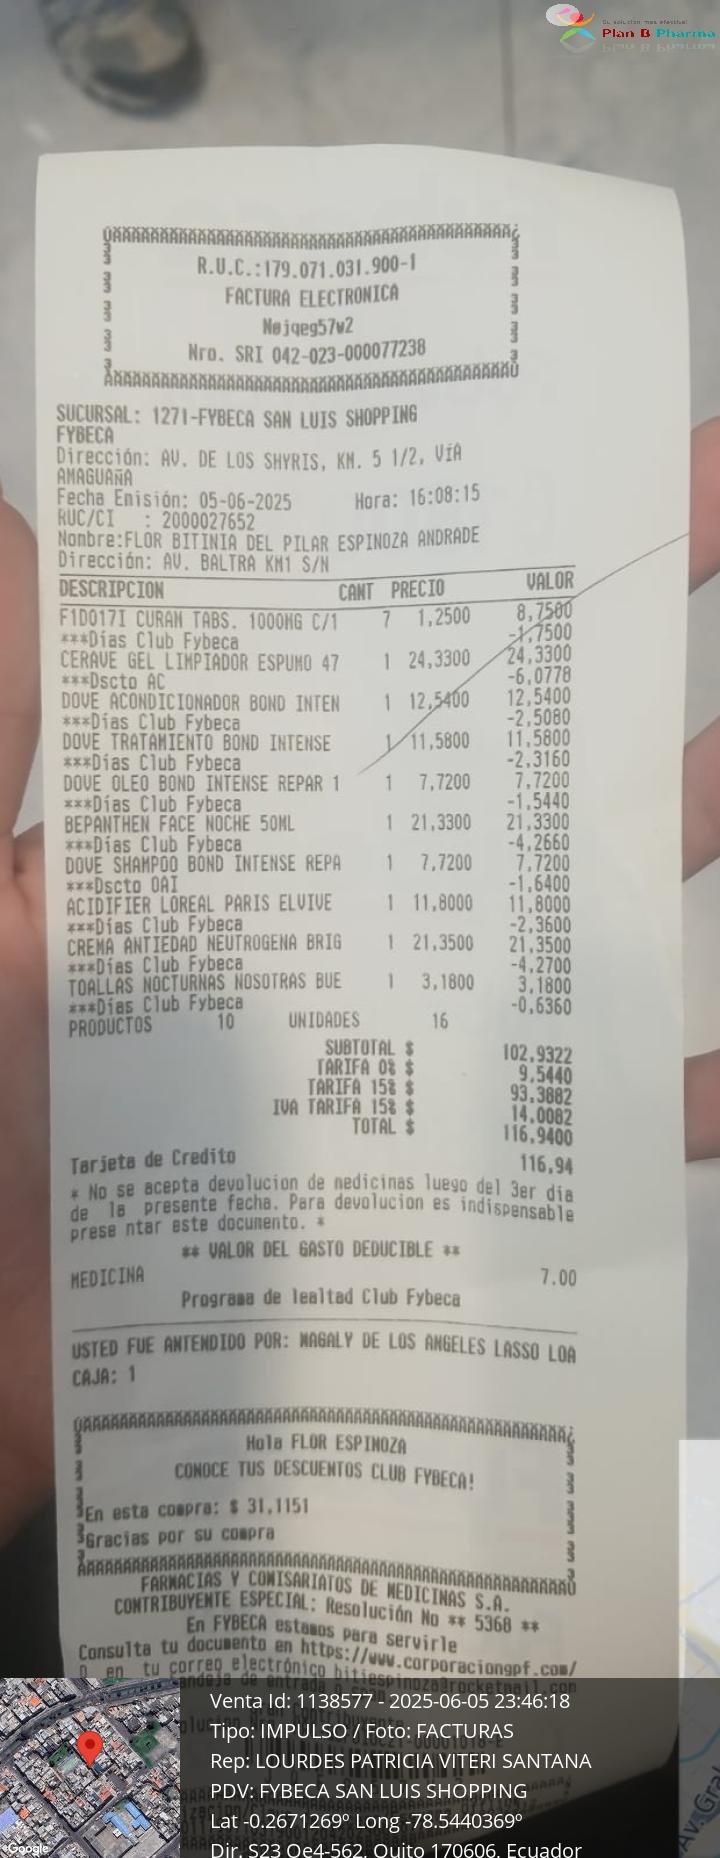 Su solución más efectiva!
Plan B Pharma
R.U.C.:179.071.031.900-1
FACTURA ELECTRONICA
Nøjqeg57w2
Nro. SRI 042-023-000077238
SUCURSAL: 1271-FYBECA SAN LUIS SHOPPING
FYBECA
Dirección: AV. DE LOS SHYRIS, KM. 5 1/2, VíA
AMAGUAñA
Fecha Emisión: 05-06-2025 Hora: 16:08:15
RUC/CI : 2000027652
Nombre:FLOR BITINIA DEL PILAR ESPINOZA ANDRADE
Dirección: AV. BALTRA KM1 S/N
DESCRIPCION CANT PRECIO VALOR
F1D017I CURAM TABS. 1000MG C/1 7 1,2500 8,7500
***Días Club Fybeca -1,7500
CERAVE GEL LIMPIADOR ESPUMO 47 1 24,3300 24,3300
***Dscto AC -6,0778
DOVE ACONDICIONADOR BOND INTEN 1 12,5400 12,5400
***Días Club Fybeca -2,5080
DOVE TRATAMIENTO BOND INTENSE 1 11,5800 11,5800
***Días Club Fybeca -2,3160
DOVE OLEO BOND INTENSE REPAR 1 1 7,7200 7,7200
***Días Club Fybeca -1,5440
BEPANTHEN FACE NOCHE 50ML 1 21,3300 21,3300
***Días Club Fybeca -4,2660
DOVE SHAMPOO BOND INTENSE REPA 1 7,7200 7,7200
***Dscto OAI -1,6400
ACIDIFIER LOREAL PARIS ELVIVE 1 11,8000 11,8000
***Días Club Fybeca -2,3600
CREMA ANTIEDAD NEUTROGENA BRIG 1 21,3500 21,3500
***Días Club Fybeca -4,2700
TOALLAS NOCTURNAS NOSOTRAS BUE 1 3,1800 3,1800
***Días Club Fybeca -0,6360
PRODUCTOS 10 UNIDADES 16
SUBTOTAL $ 102,9322
TARIFA 0% $ 9,5440
TARIFA 15% $ 93,3882
IVA TARIFA 15% $ 14,0082
TOTAL $ 116,9400
Tarjeta de Credito 116,94
* No se acepta devolucion de medicinas luego del 3er dia
de la presente fecha. Para devolucion es indispensable
prese ntar este documento. *
** VALOR DEL GASTO DEDUCIBLE **
MEDICINA 7.00
Programa de lealtad Club Fybeca
USTED FUE ANTENDIDO POR: MAGALY DE LOS ANGELES LASSO LOA
CAJA: 1
Hola FLOR ESPINOZA
CONOCE TUS DESCUENTOS CLUB FYBECA!
En esta compra: $ 31,1151
Gracias por su compra
FARMACIAS Y COMISARIATOS DE MEDICINAS S.A.
CONTRIBUYENTE ESPECIAL: Resolución No ** 5368 **
En FYBECA estamos para servirle
Consulta tu documento en https://www.corporaciongpf.com/
O en tu correo electrónico bitiespinoza@rocketmail.com
Venta Id: 1138577 - 2025-06-05 23:46:18
Tipo: IMPULSO / Foto: FACTURAS
Rep: LOURDES PATRICIA VITERI SANTANA
PDV: FYBECA SAN LUIS SHOPPING
Lat -0.2671269º Long -78.5440369º
Dir. S23 Oe4-562, Quito 170606, Ecuador
Google
Av. Gral